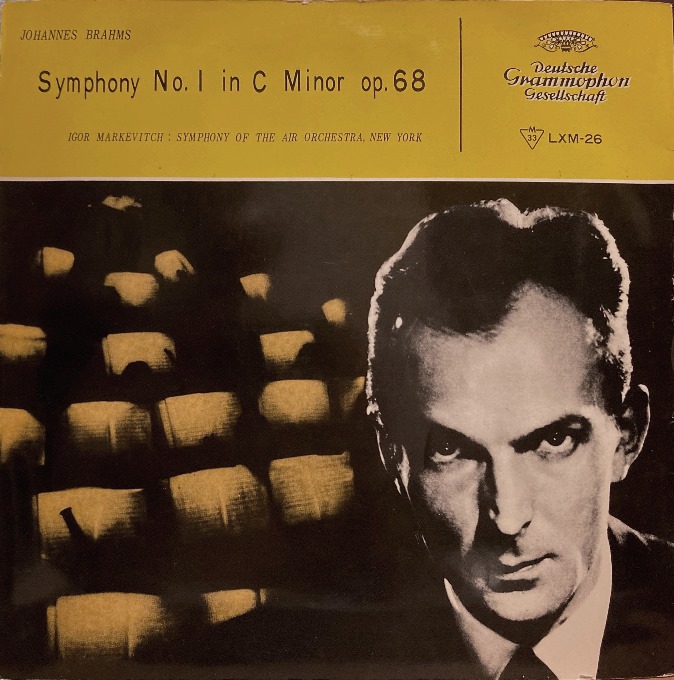 JOHANNES BRAHMS
Symphony No. 1 in C Minor op. 68
IGOR MARKEVITCH : SYMPHONY OF THE AIR ORCHESTRA, NEW YORK
Deutsche
Grammophon
Gesellschaft
M
33
LXM-26